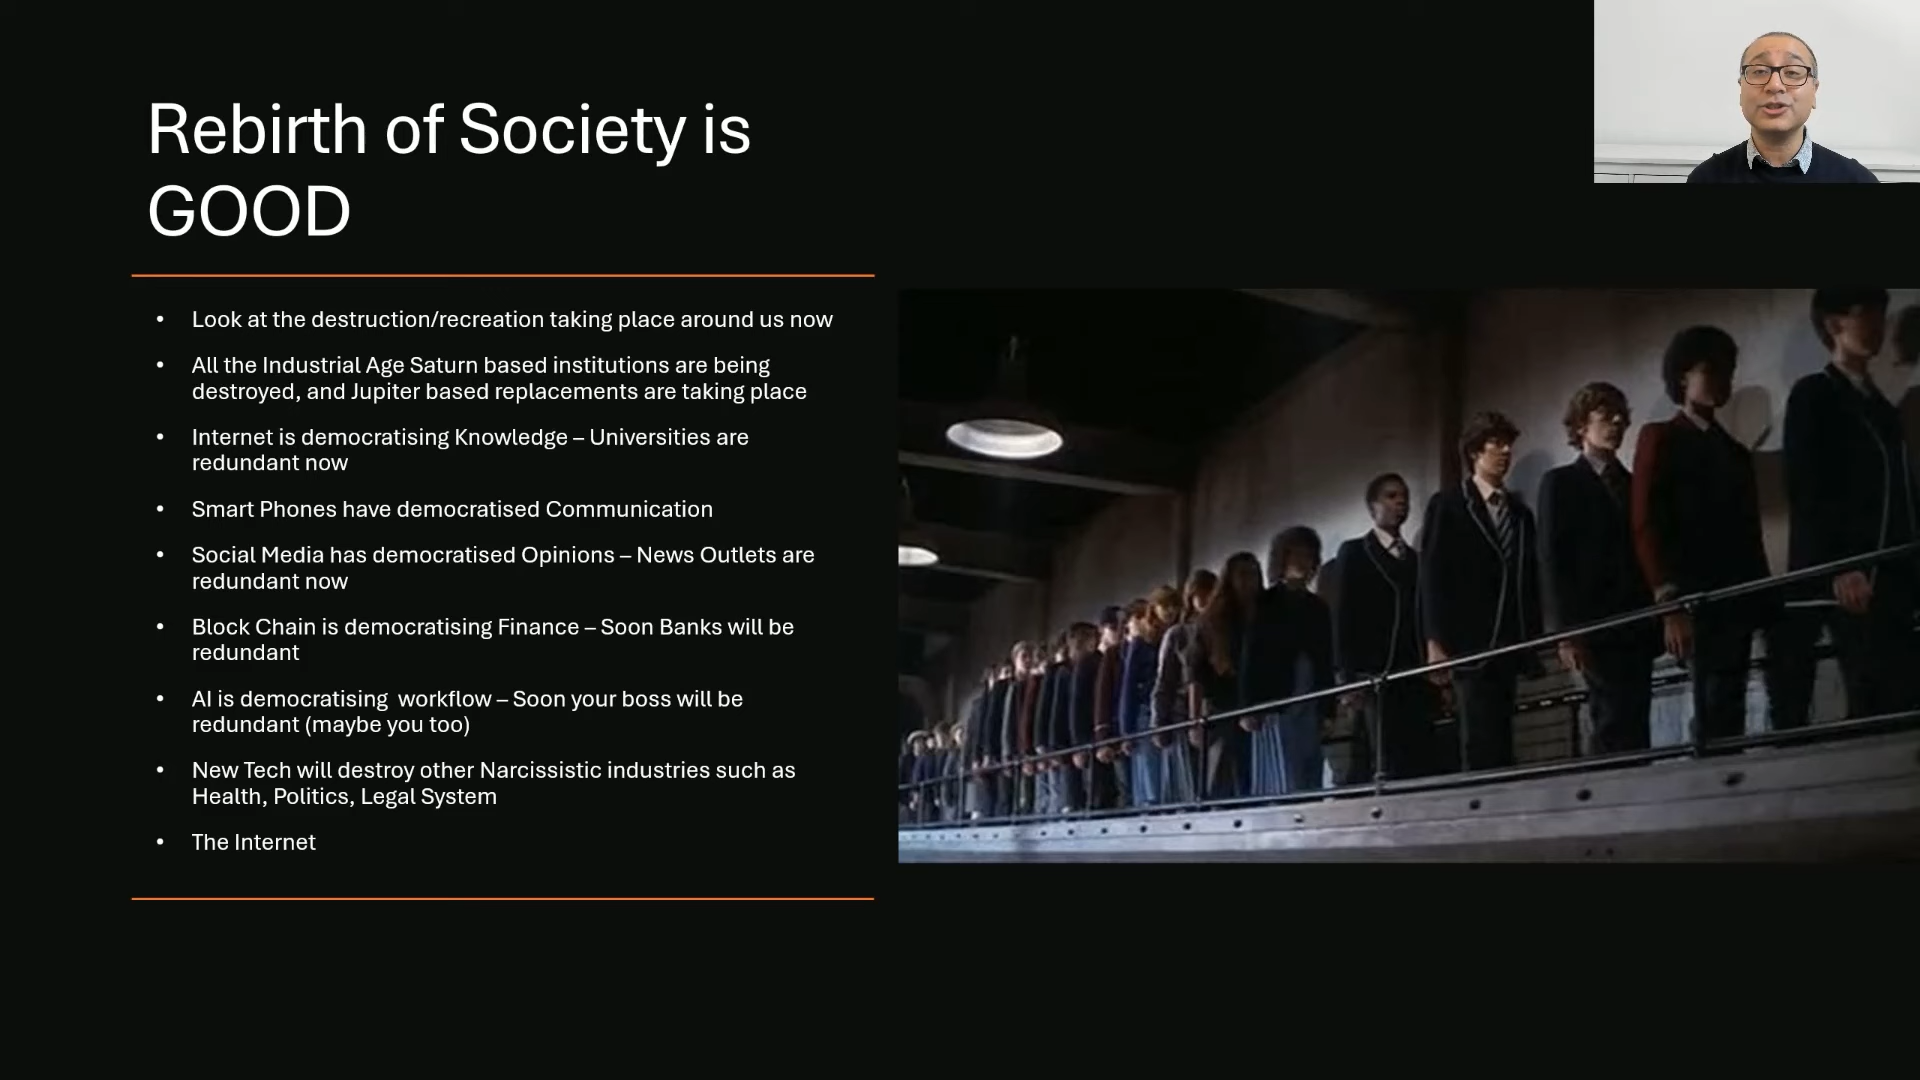 Rebirth of Society is
GOOD
• Look at the destruction/recreation taking place around us now
• All the Industrial Age Saturn based institutions are being
destroyed, and Jupiter based replacements are taking place
• Internet is democratising Knowledge – Universities are
redundant now
• Smart Phones have democratised Communication
• Social Media has democratised Opinions – News Outlets are
redundant now
• Block Chain is democratising Finance – Soon Banks will be
redundant
• AI is democratising  workflow – Soon your boss will be
redundant (maybe you too)
• New Tech will destroy other Narcissistic industries such as
Health, Politics, Legal System
• The Internet